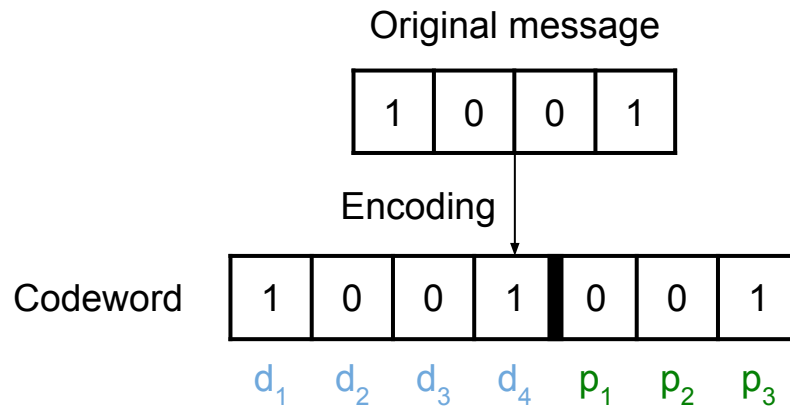 Original message
1 0 0 1
Encoding
Codeword 1 0 0 1 0 0 1
d₁ d₂ d₃ d₄ p₁ p₂ p₃